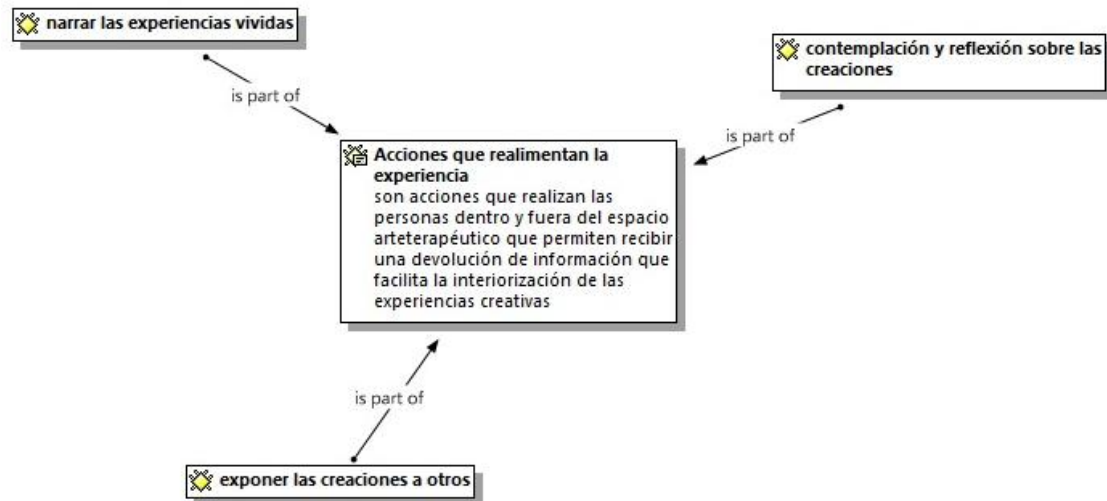 narrar las experiencias vividas
contemplación y reflexión sobre las
creaciones
is part of
is part of
Acciones que realimentan la
experiencia
son acciones que realizan las
personas dentro y fuera del espacio
arteterapéutico que permiten recibir
una devolución de información que
facilita la interiorización de las
experiencias creativas
is part of
exponer las creaciones a otros